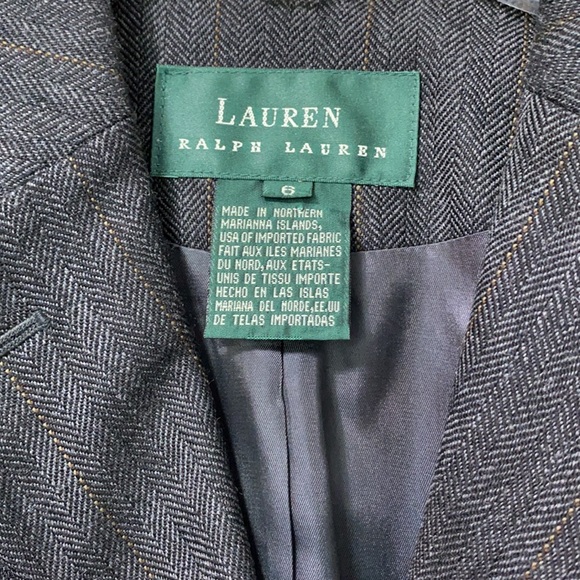 LAUREN
RALPH LAUREN
6
MADE IN NORTHERN
MARIANNA ISLANDS,
USA OF IMPORTED FABRIC
FAIT AUX ILES MARIANES
DU NORD, AUX ETATS-
UNIS DE TISSU IMPORTE
HECHO EN LAS ISLAS
MARIANA DEL NORDE, EE.UU
DE TELAS IMPORTADAS